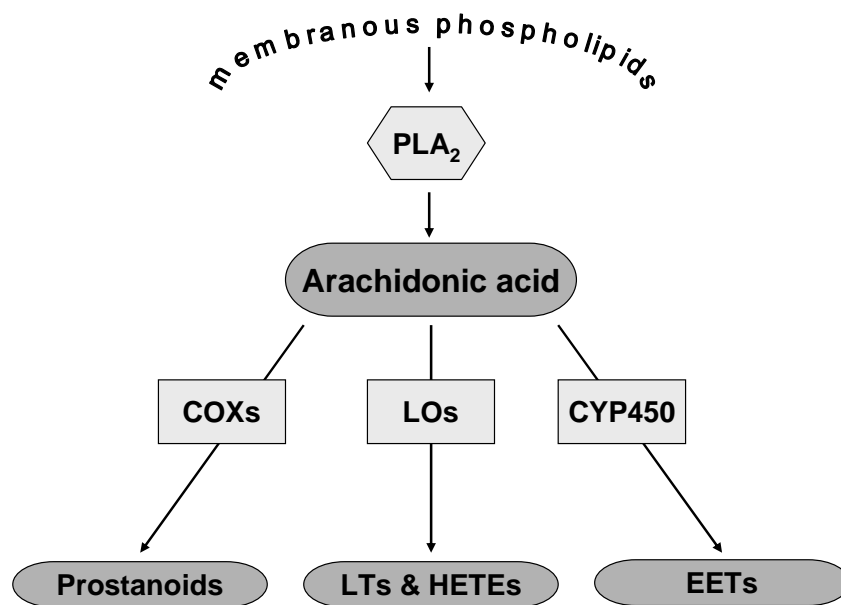 membranous phospholipids
PLA₂
Arachidonic acid
COXs
LOs
CYP450
Prostanoids
LTs & HETEs
EETs